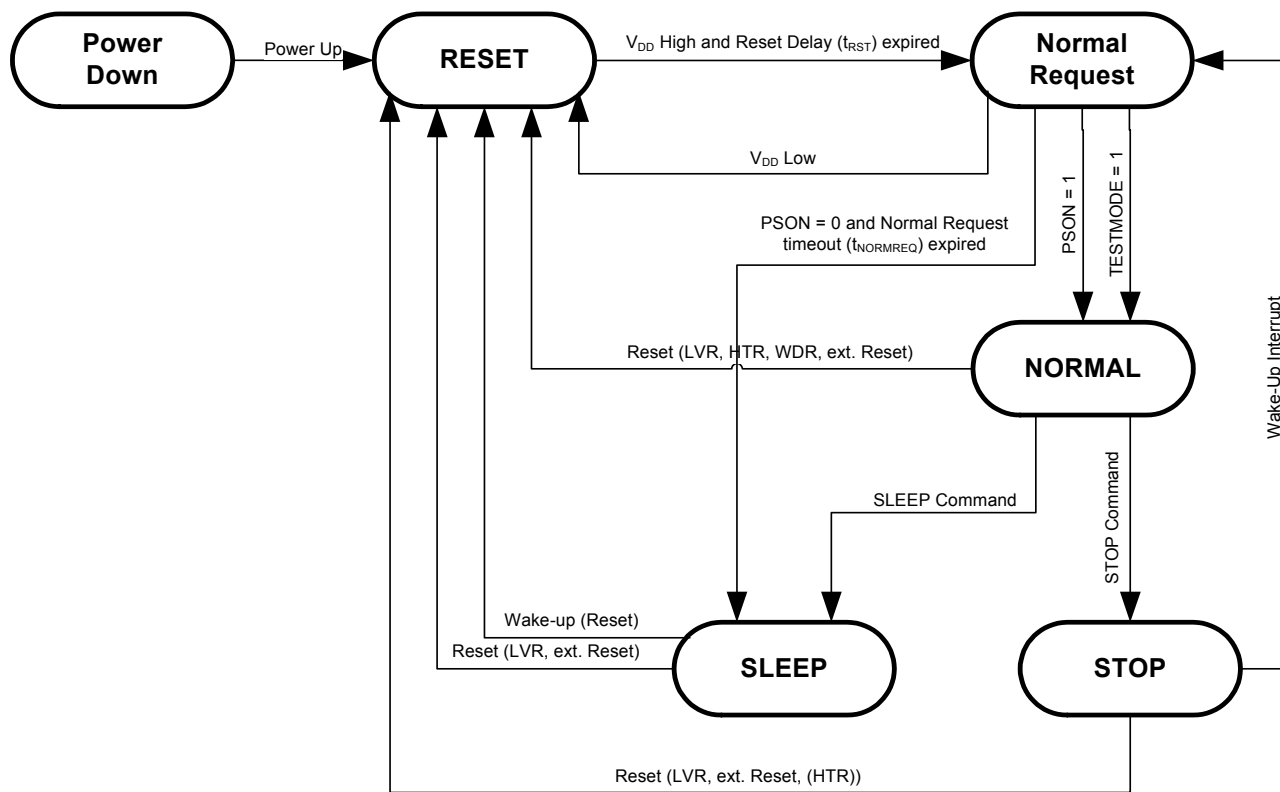 Power
Down
Power Up
RESET
V_DD High and Reset Delay (t_RST) expired
Normal
Request
V_DD Low
PSON = 1
TESTMODE = 1
PSON = 0 and Normal Request
timeout (t_NORMREQ) expired
Wake-Up Interrupt
Reset (LVR, HTR, WDR, ext. Reset)
NORMAL
SLEEP Command
STOP Command
Wake-up (Reset)
Reset (LVR, ext. Reset)
SLEEP
STOP
Reset (LVR, ext. Reset, (HTR))